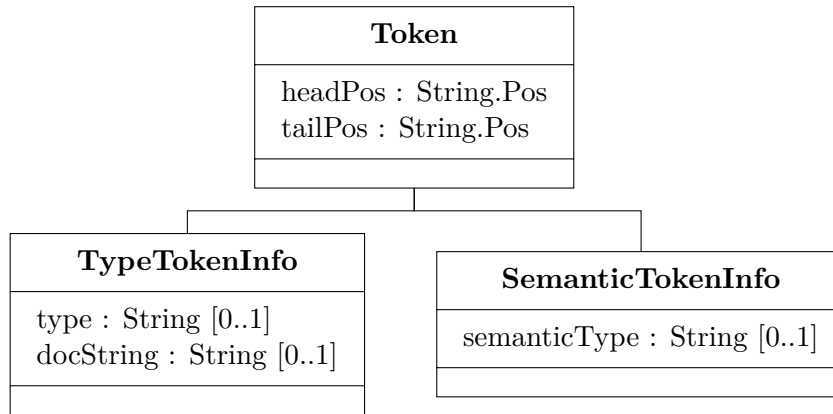 Token
headPos : String.Pos
tailPos : String.Pos
TypeTokenInfo
type : String [0..1]
docString : String [0..1]
SemanticTokenInfo
semanticType : String [0..1]